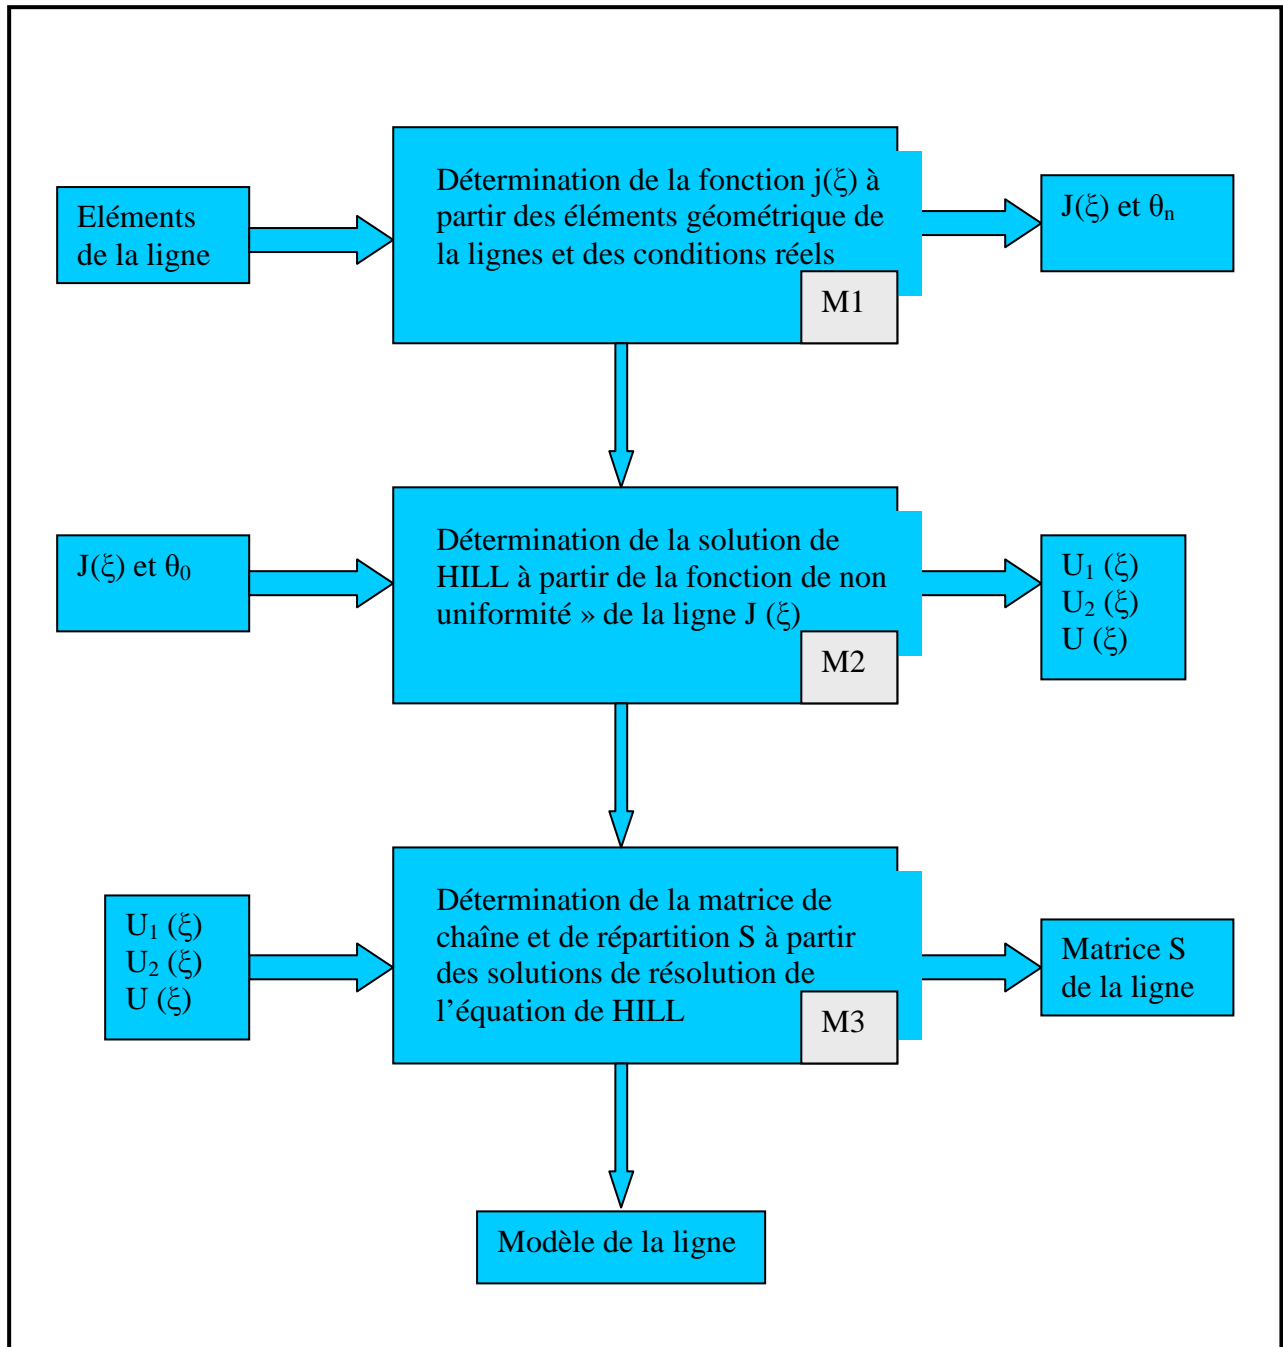 Eléments
de la ligne
Détermination de la fonction j(ξ) à
partir des éléments géométrique de
la lignes et des conditions réels
M1
J(ξ) et θn
J(ξ) et θ0
Détermination de la solution de
HILL à partir de la fonction de non
uniformité » de la ligne J (ξ)
M2
U1 (ξ)
U2 (ξ)
U (ξ)
U1 (ξ)
U2 (ξ)
U (ξ)
Détermination de la matrice de
chaîne et de répartition S à partir
des solutions de résolution de
l’équation de HILL
M3
Matrice S
de la ligne
Modèle de la ligne